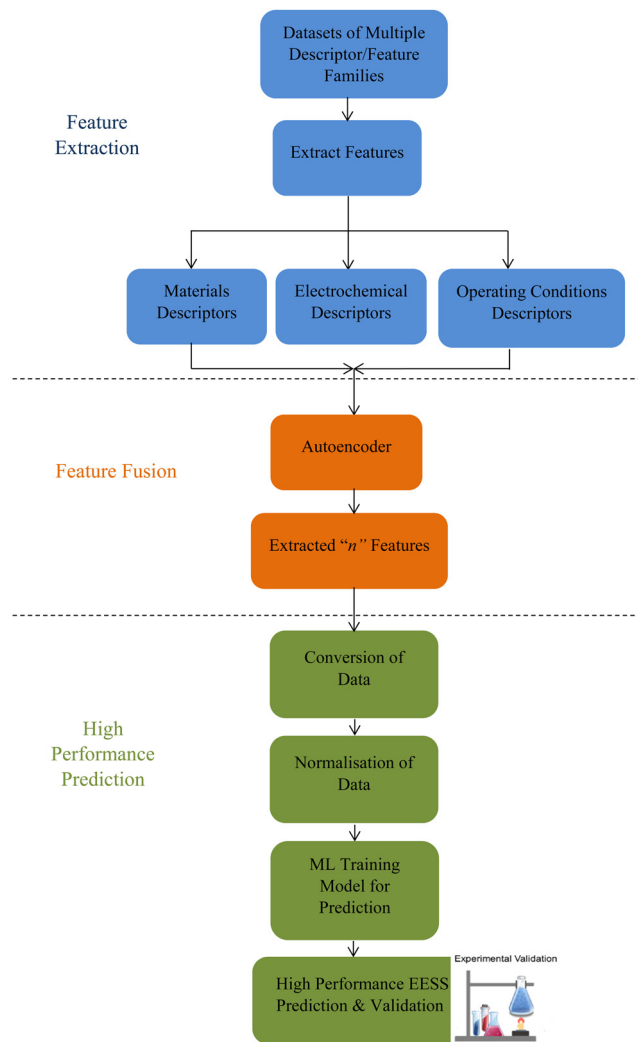 Datasets of Multiple
Descriptor/Feature
Families
Feature
Extraction
Extract Features
Materials
Descriptors
Electrochemical
Descriptors
Operating Conditions
Descriptors
Autoencoder
Feature Fusion
Extracted “n” Features
Conversion of
Data
High
Performance
Prediction
Normalisation of
Data
ML Training
Model for
Prediction
High Performance EESS
Prediction & Validation
Experimental Validation